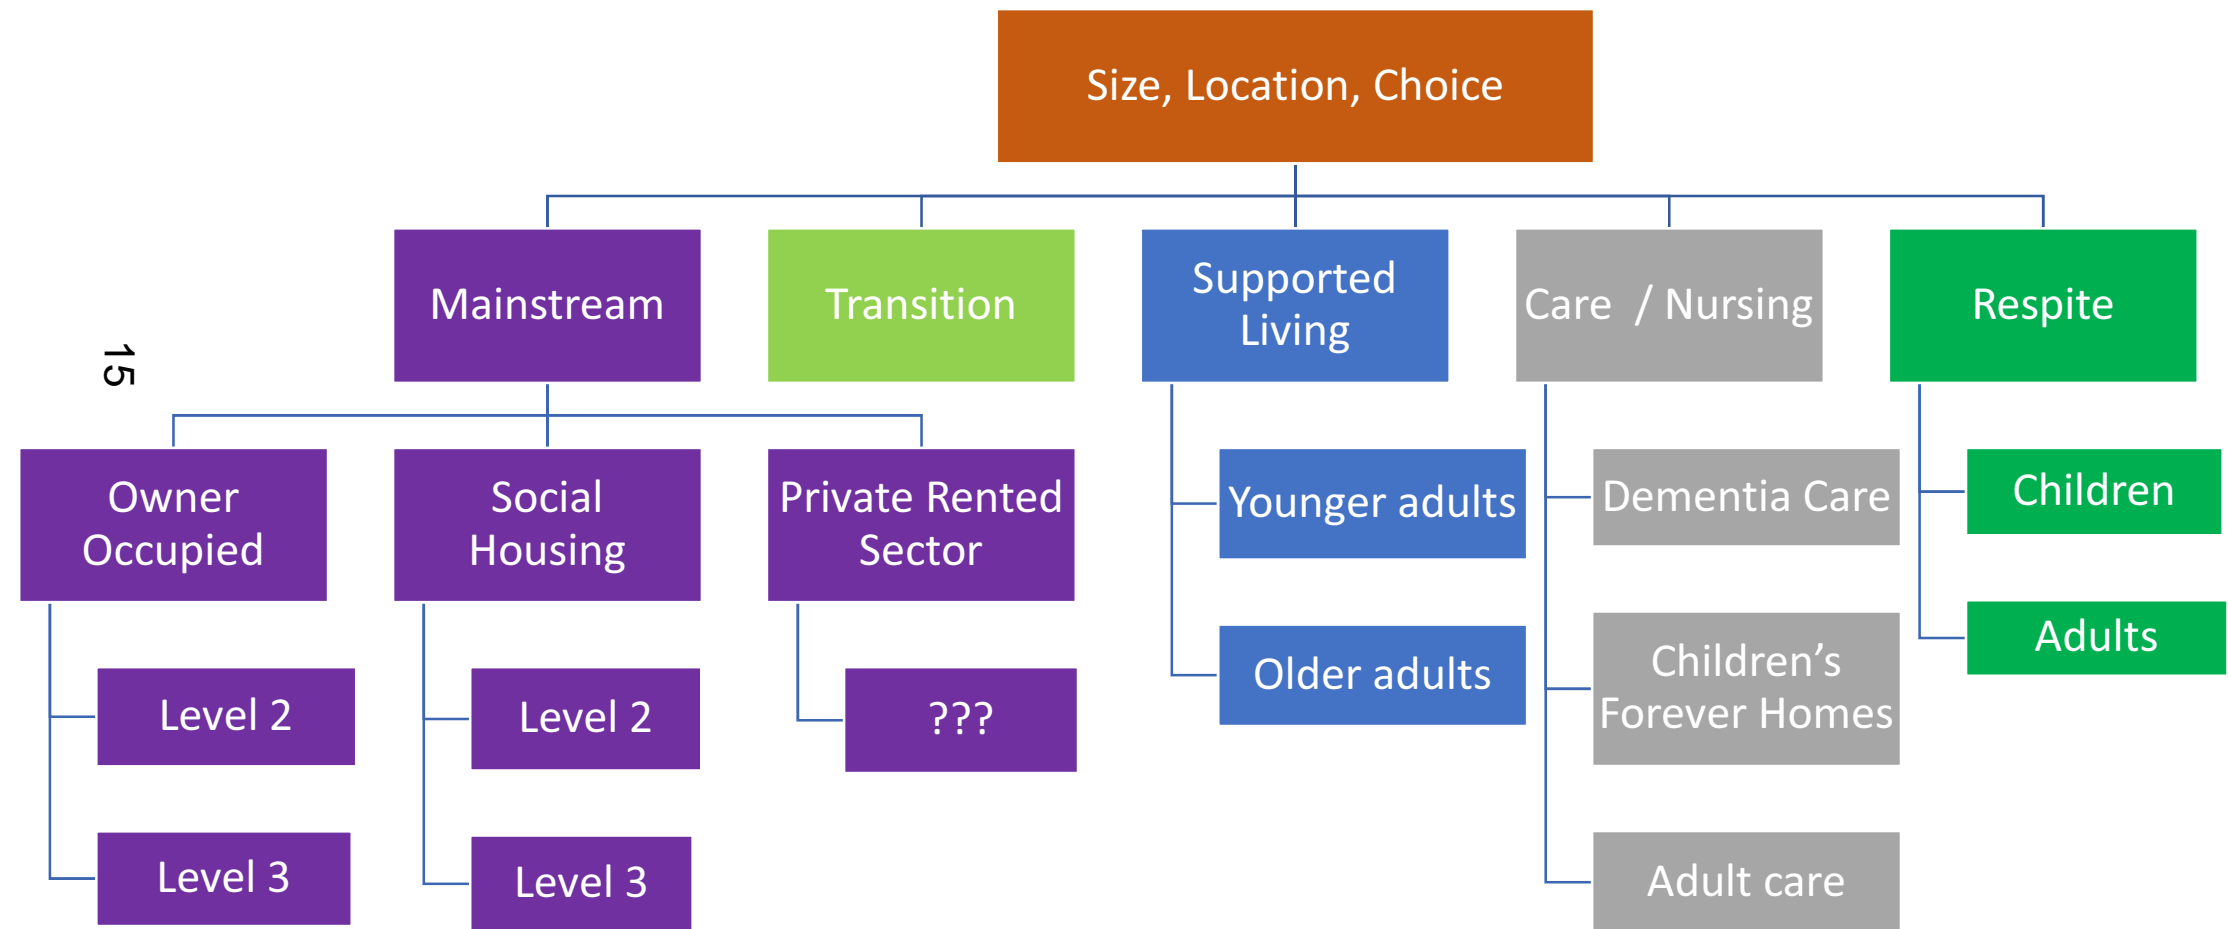 Size, Location, Choice
Mainstream
Transition
Supported
Living
Care / Nursing
Respite
15
Owner
Occupied
Social
Housing
Private Rented
Sector
Younger adults
Dementia Care
Children
Older adults
Children’s
Forever Homes
Adults
Level 2
Level 2
???
Level 3
Level 3
Adult care